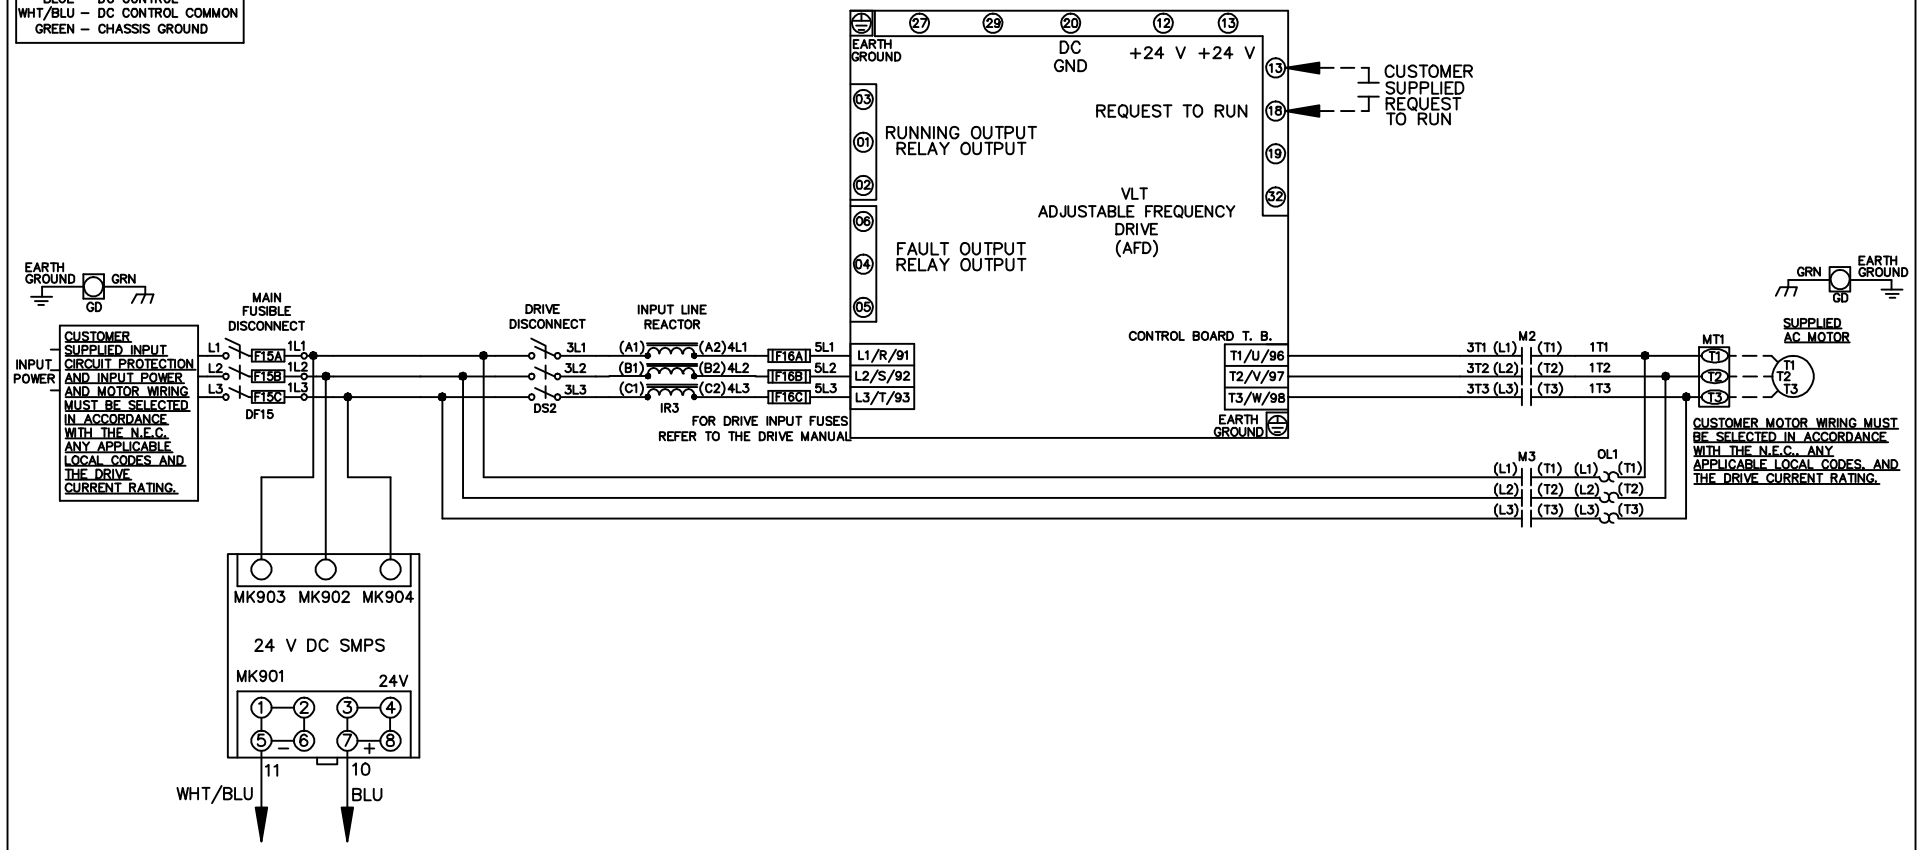 WHT/BLU – DC CONTROL COMMON
GREEN – CHASSIS GROUND
27 29 20 12 13
EARTH
GROUND
DC
GND
+24 V +24 V
13
18
19
32
CUSTOMER
SUPPLIED
REQUEST
TO RUN
REQUEST TO RUN
03
01
02
RUNNING OUTPUT
RELAY OUTPUT
06
04
05
FAULT OUTPUT
RELAY OUTPUT
VLT
ADJUSTABLE FREQUENCY
DRIVE
(AFD)
EARTH
GROUND
GRN
GD
INPUT
POWER
CUSTOMER
SUPPLIED INPUT
CIRCUIT PROTECTION
AND INPUT POWER
AND MOTOR WIRING
MUST BE SELECTED
IN ACCORDANCE
WITH THE N.E.C.
ANY APPLICABLE
LOCAL CODES AND
THE DRIVE
CURRENT RATING.
MAIN
FUSIBLE
DISCONNECT
L1 F15A 1L1
L2 F15B 1L2
L3 F15C 1L3
DF15
DRIVE
DISCONNECT
3L1
3L2
3L3
DS2
INPUT LINE
REACTOR
(A1) (A2) 4L1
(B1) (B2) 4L2
(C1) (C2) 4L3
IR3
F16A 5L1
F16B 5L2
F16C 5L3
FOR DRIVE INPUT FUSES
REFER TO THE DRIVE MANUAL
L1/R/91
L2/S/92
L3/T/93
CONTROL BOARD T. B.
T1/U/96
T2/V/97
T3/W/98
EARTH
GROUND
M2
3T1 (L1) (T1) 1T1
3T2 (L2) (T2) 1T2
3T3 (L3) (T3) 1T3
M3 OL1
(L1) (T1) (L1) (T1)
(L2) (T2) (L2) (T2)
(L3) (T3) (L3) (T3)
GRN
EARTH
GROUND
GD
SUPPLIED
AC MOTOR
MT1
T1
T2
T3
T1
T2
T3
CUSTOMER MOTOR WIRING MUST
BE SELECTED IN ACCORDANCE
WITH THE N.E.C., ANY
APPLICABLE LOCAL CODES, AND
THE DRIVE CURRENT RATING.
MK903 MK902 MK904
24 V DC SMPS
MK901
24V
1 2 3 4
5 – 6 7 + 8
11 10
WHT/BLU BLU